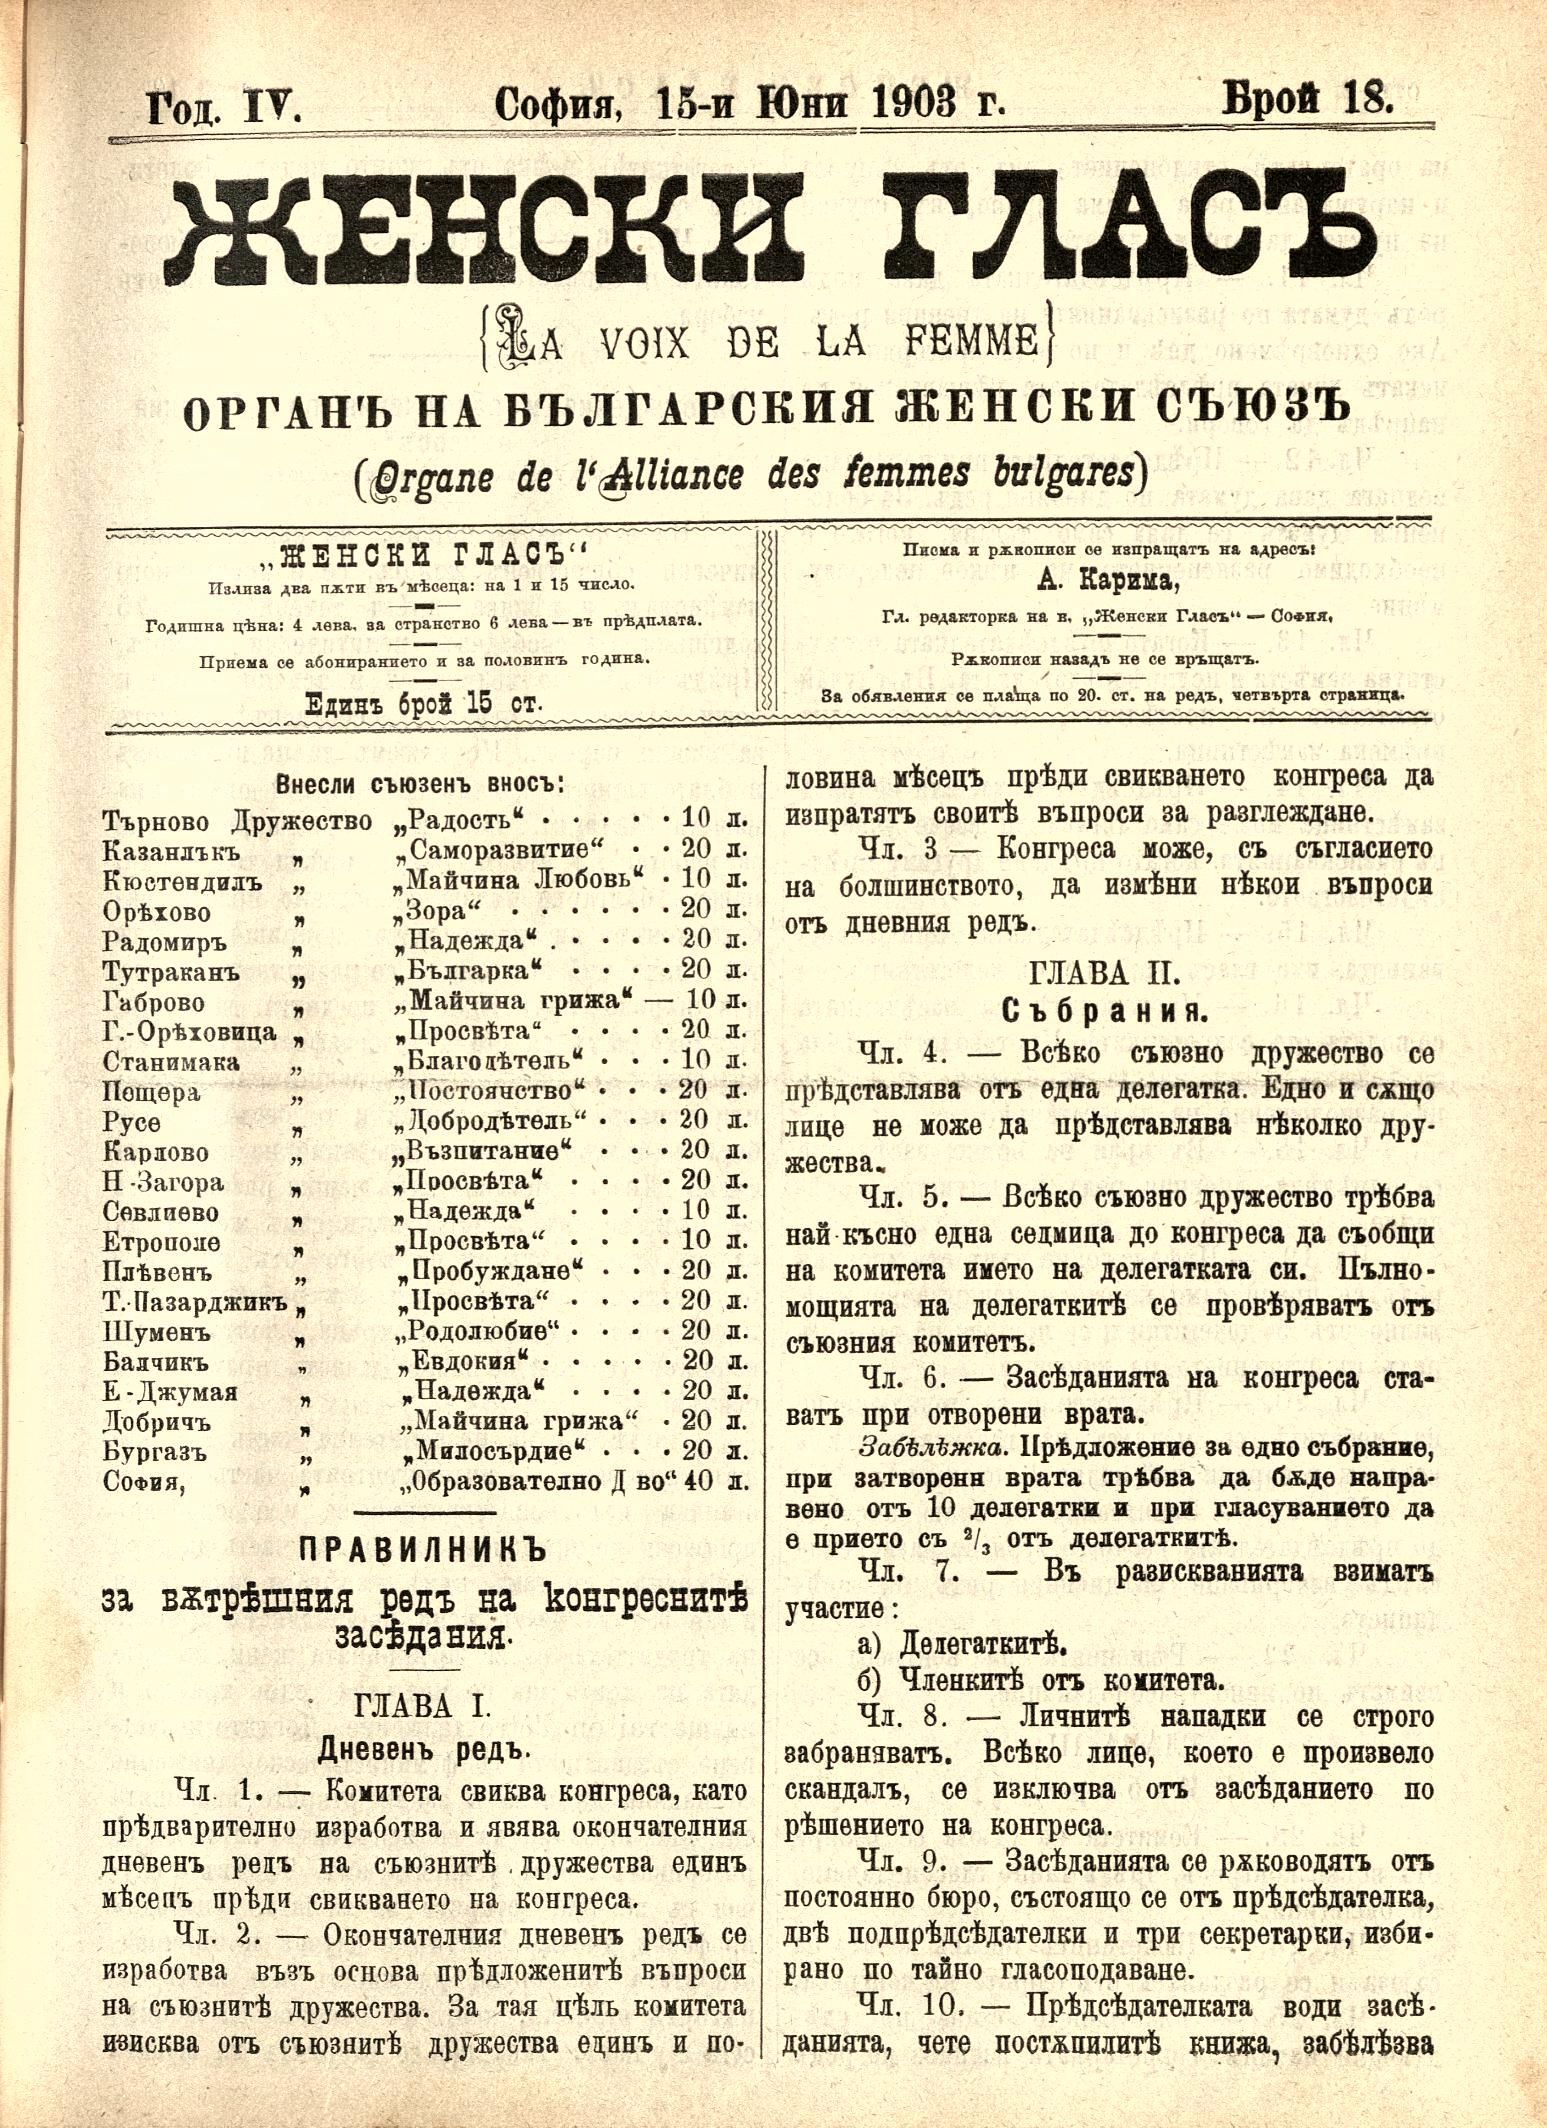 Год. IV.
София, 15-и Юни 1903 г.
Брой 18.
ЖЕНСКИ ГЛАСЪ
{LA VOIX DE LA FEMME}
ОРГАНЪ НА БЪЛГАРСКИЯ ЖЕНСКИ СЪЮЗЪ
(Organe de l‘Alliance des femmes bulgares)
„ЖЕНСКИ ГЛАСЪ“
Излиза два пѫти въ мѣсеца: на 1 и 15 число.
Годишна цѣна: 4 лева, за странство 6 лева — въ прѣдплата.
Приема се абонирането и за половинъ година.
Единъ брой 15 ст.
Писма и рѫкописи се изпращатъ на адресъ:
А. Карима,
Гл. редакторка на в. „Женски Гласъ“ — София,
Рѫкописи назадъ не се връщатъ.
За обявления се плаща по 20. ст. на редъ, четвърта страница.
Внесли съюзенъ вносъ:
Търново Дружество „Радость“ · · · · · 10 л.
Казанлъкъ „ „Саморазвитие“ · · 20 л.
Кюстендилъ „ „Майчина Любовь“ · 10 л.
Орѣхово „ „Зора“ · · · · · · 20 л.
Радомиръ „ „Надежда“ . · · · · 20 л.
Тутраканъ „ „Българка“ · · · · 20 л.
Габрово „ „Майчина грижа“ — 10 л.
Г.-Орѣховица „ „Просвѣта“ · · · · 20 л.
Станимака „ „Благодѣтель“ · · · 10 л.
Пещера „ „Постоянство“ · · · 20 л.
Русе „ „Добродѣтель“ · · · 20 л.
Карлово „ „Възпитание“ · · · 20 л.
Н-Загора „ „Просвѣта“ · · · · 20 л.
Севлиево „ „Надежда“ · · · · 10 л.
Етрополе „ „Просвѣта“ · · · · 10 л.
Плѣвенъ „ „Пробуждане“ · · · 20 л.
Т.-Пазарджикъ „ „Просвѣта“ · · · · 20 л.
Шуменъ „ „Родолюбие“ · · · · 20 л.
Балчикъ „ „Евдокия“ · · · · · 20 л.
Е-Джумая „ „Надежда“ · · · · 20 л.
Добричъ „ „Майчина грижа“ · 20 л.
Бургазъ „ „Милосърдие“ · · · 20 л.
София, „ „Образователно Д во“ 40 л.
ПРАВИЛНИКЪ
за вѫтрѣшния редъ на конгреснитѣ
засѣдания.
ГЛАВА I.
Дневенъ редъ.
Чл. 1. — Комитета свиква конгреса, като
прѣдварително изработва и явява окончателния
дневенъ редъ на съюзнитѣ дружества единъ
мѣсецъ прѣди свикването на конгреса.
Чл. 2. — Окончателния дневенъ редъ се
изработва възъ основа прѣдложенитѣ въпроси
на съюзнитѣ дружества. За тая цѣль комитета
изисква отъ съюзнитѣ дружества единъ и по-
ловина мѣсецъ прѣди свикването конгреса да
изпратятъ своитѣ въпроси за разглеждане.
Чл. 3 — Конгреса може, съ съгласието
на болшинството, да измѣни нѣкои въпроси
отъ дневния редъ.
ГЛАВА II.
Събрания.
Чл. 4. — Всѣко съюзно дружество се
прѣдставлява отъ една делегатка. Едно и сѫщо
лице не може да прѣдставлява нѣколко дру-
жества.
Чл. 5. — Всѣко съюзно дружество трѣбва
най-късно една седмица до конгреса да съобщи
на комитета името на делегатката си. Пълно-
мощията на делегаткитѣ се провѣряватъ отъ
съюзния комитетъ.
Чл. 6. — Засѣданията на конгреса ста-
ватъ при отворени врата.
Забѣлѣжка. Прѣдложение за едно събрание,
при затворени врата трѣбва да бѫде напра-
вено отъ 10 делегатки и при гласуванието да
е прието съ 2/3 отъ делегаткитѣ.
Чл. 7. — Въ разискванията взиматъ
участие:
а) Делегаткитѣ.
б) Членкитѣ отъ комитета.
Чл. 8. — Личнитѣ нападки се строго
забраняватъ. Всѣко лице, което е произвело
скандалъ, се изключва отъ засѣданието по
рѣшението на конгреса.
Чл. 9. — Засѣданията се рѫководятъ отъ
постоянно бюро, състоящо се отъ прѣдсѣдателка,
двѣ подпрѣдсѣдателки и три секретарки, изби-
рано по тайно гласоподаване.
Чл. 10. — Прѣдсѣдателката води засѣ-
данията, чете постѫпилитѣ книжа, забѣлѣзва